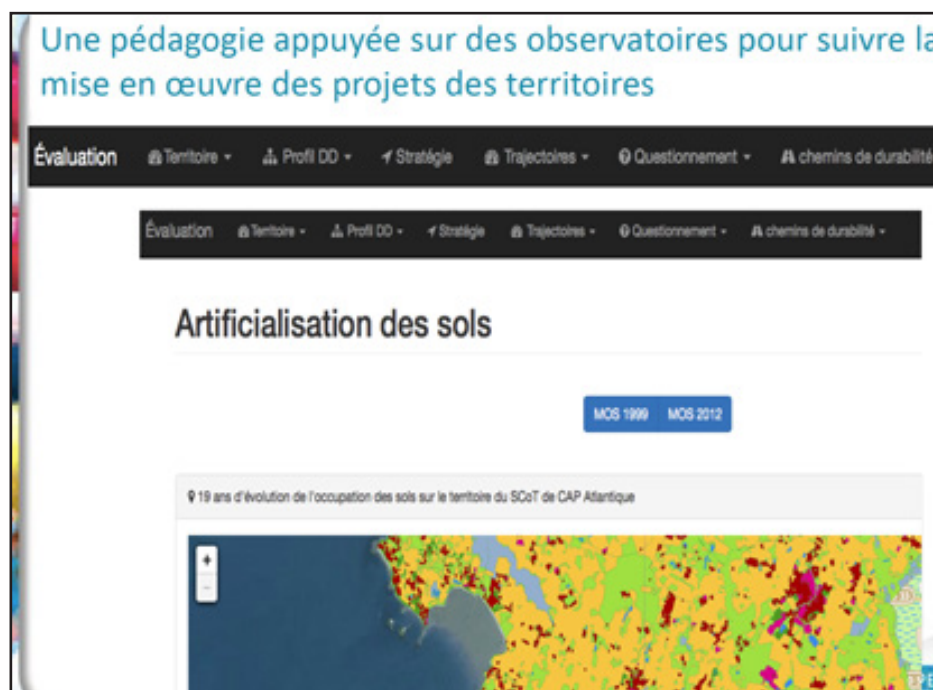 Une pédagogie appuyée sur des observatoires pour suivre la
mise en œuvre des projets des territoires
Évaluation Territoire Profil DD Stratégie Trajectoires Questionnement chemins de durabilité
Évaluation Territoire Profil DD Stratégie Trajectoires Questionnement chemins de durabilité
Artificialisation des sols
MOS 1999 MOS 2012
19 ans d'évolution de l'occupation des sols sur le territoire du SCoT de CAP Atlantique
+
-